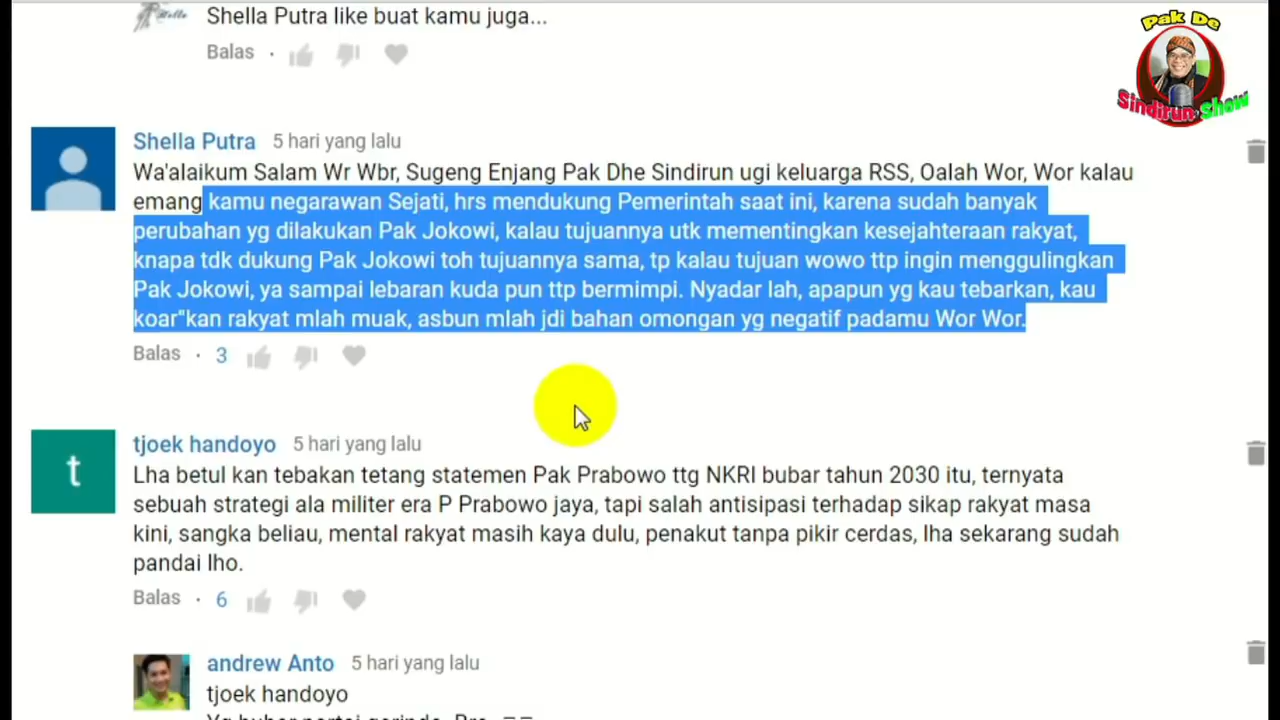 Shella Putra like buat kamu juga...
Balas
Pak De
Sindirun Show
Shella Putra 5 hari yang lalu
Wa'alaikum Salam Wr Wbr, Sugeng Enjang Pak Dhe Sindirun ugi keluarga RSS, Oalah Wor, Wor kalau
emang kamu negarawan Sejati, hrs mendukung Pemerintah saat ini, karena sudah banyak
perubahan yg dilakukan Pak Jokowi, kalau tujuannya utk mementingkan kesejahteraan rakyat,
knapa tdk dukung Pak Jokowi toh tujuannya sama, tp kalau tujuan wowo ttp ingin menggulingkan
Pak Jokowi, ya sampai lebaran kuda pun ttp bermimpi. Nyadar lah, apapun yg kau tebarkan, kau
koar"kan rakyat mlah muak, asbun mlah jdi bahan omongan yg negatif padamu Wor Wor.
Balas · 3
t
tjoek handoyo 5 hari yang lalu
Lha betul kan tebakan tetang statemen Pak Prabowo ttg NKRI bubar tahun 2030 itu, ternyata
sebuah strategi ala militer era P Prabowo jaya, tapi salah antisipasi terhadap sikap rakyat masa
kini, sangka beliau, mental rakyat masih kaya dulu, penakut tanpa pikir cerdas, lha sekarang sudah
pandai lho.
Balas · 6
andrew Anto 5 hari yang lalu
tjoek handoyo